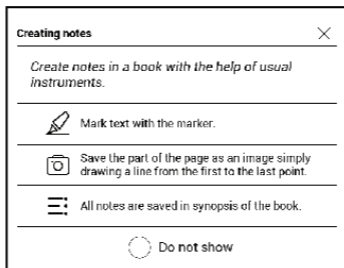 Creating notes
Create notes in a book with the help of usual
instruments.
Mark text with the marker.
Save the part of the page as an image simply
drawing a line from the first to the last point.
All notes are saved in synopsis of the book.
Do not show